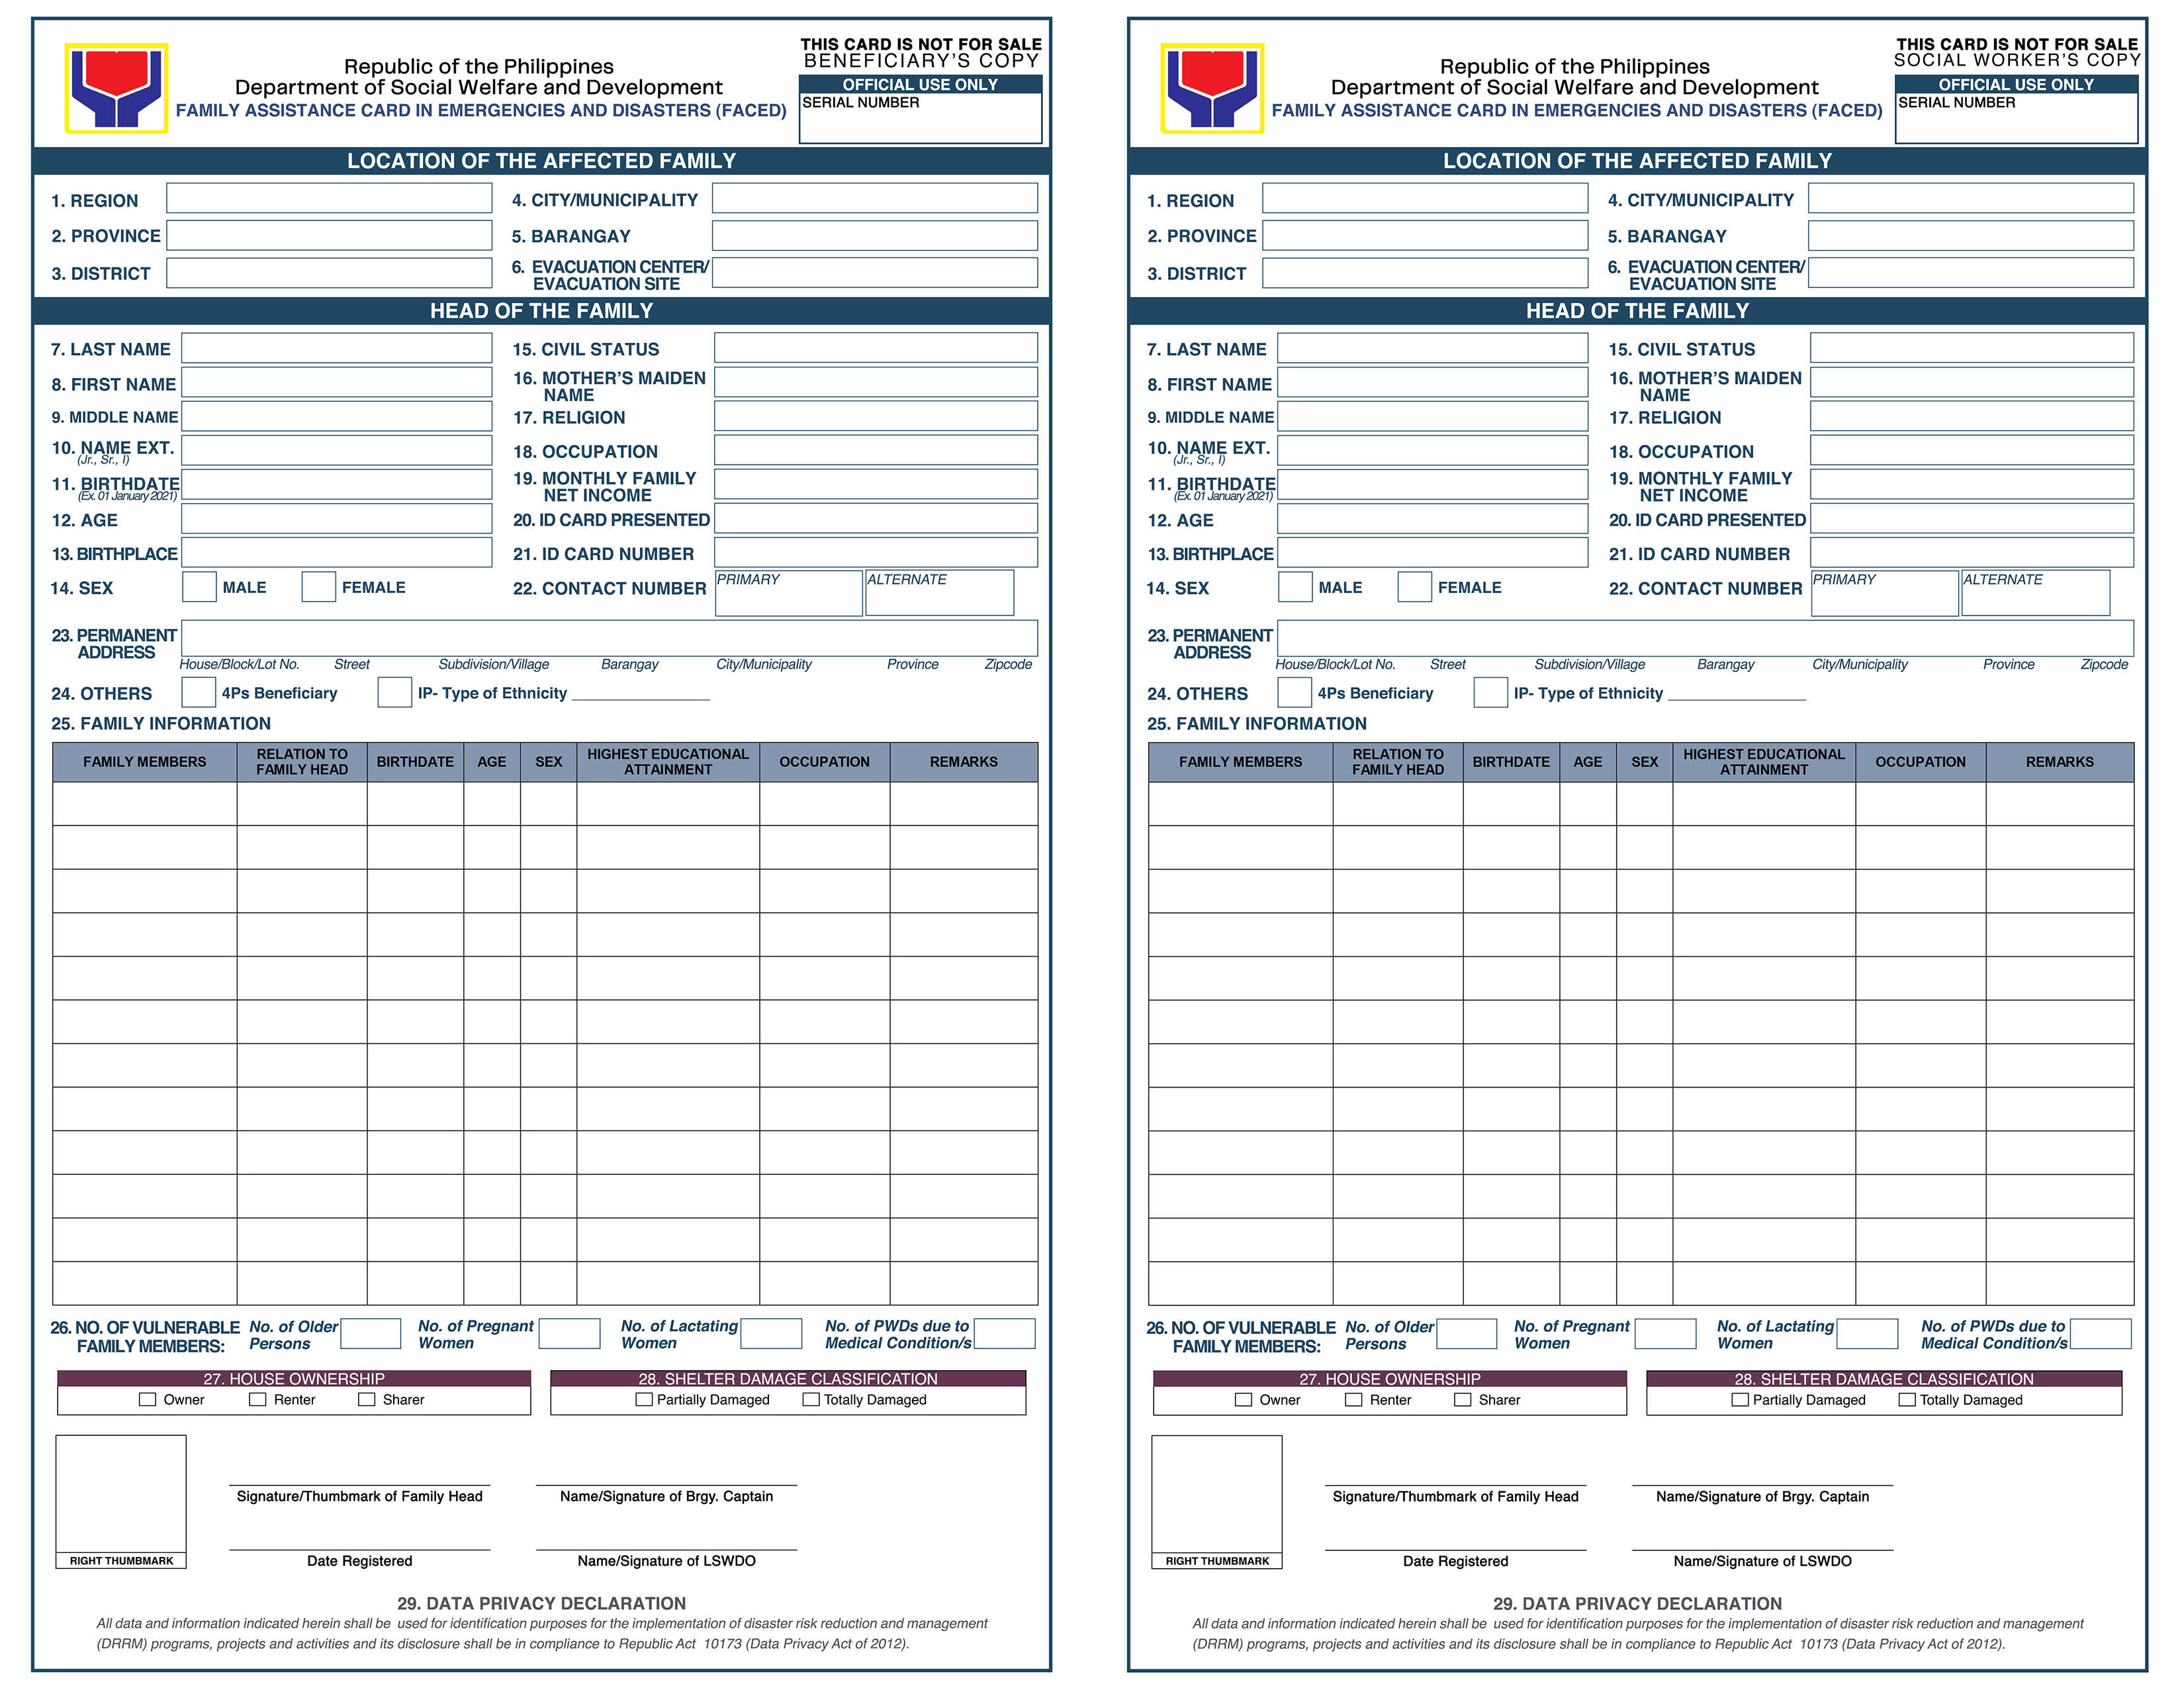 THIS CARD IS NOT FOR SALE
BENEFICIARY'S COPY
Republic of the Philippines
Department of Social Welfare and Development
FAMILY ASSISTANCE CARD IN EMERGENCIES AND DISASTERS (FACED)
OFFICIAL USE ONLY
SERIAL NUMBER
LOCATION OF THE AFFECTED FAMILY
1. REGION
2. PROVINCE
3. DISTRICT
4. CITY/MUNICIPALITY
5. BARANGAY
6. EVACUATION CENTER/
EVACUATION SITE
HEAD OF THE FAMILY
7. LAST NAME
8. FIRST NAME
9. MIDDLE NAME
10. NAME EXT.
(Jr., Sr., I)
11. BIRTHDATE
(Ex. 01 January 2021)
12. AGE
13. BIRTHPLACE
14. SEX MALE FEMALE
15. CIVIL STATUS
16. MOTHER'S MAIDEN
NAME
17. RELIGION
18. OCCUPATION
19. MONTHLY FAMILY
NET INCOME
20. ID CARD PRESENTED
21. ID CARD NUMBER
22. CONTACT NUMBER PRIMARY ALTERNATE
23. PERMANENT
ADDRESS
House/Block/Lot No. Street Subdivision/Village Barangay City/Municipality Province Zipcode
24. OTHERS 4Ps Beneficiary IP- Type of Ethnicity
25. FAMILY INFORMATION
FAMILY MEMBERS RELATION TO FAMILY HEAD BIRTHDATE AGE SEX HIGHEST EDUCATIONAL ATTAINMENT OCCUPATION REMARKS
26. NO. OF VULNERABLE No. of Older No. of Pregnant No. of Lactating No. of PWDs due to
FAMILY MEMBERS: Persons Women Women Medical Condition/s
27. HOUSE OWNERSHIP
Owner Renter Sharer
28. SHELTER DAMAGE CLASSIFICATION
Partially Damaged Totally Damaged
Signature/Thumbmark of Family Head Name/Signature of Brgy. Captain
RIGHT THUMBMARK Date Registered Name/Signature of LSWDO
29. DATA PRIVACY DECLARATION
All data and information indicated herein shall be used for identification purposes for the implementation of disaster risk reduction and management
(DRRM) programs, projects and activities and its disclosure shall be in compliance to Republic Act 10173 (Data Privacy Act of 2012).
THIS CARD IS NOT FOR SALE
SOCIAL WORKER'S COPY
Republic of the Philippines
Department of Social Welfare and Development
FAMILY ASSISTANCE CARD IN EMERGENCIES AND DISASTERS (FACED)
OFFICIAL USE ONLY
SERIAL NUMBER
LOCATION OF THE AFFECTED FAMILY
1. REGION
2. PROVINCE
3. DISTRICT
4. CITY/MUNICIPALITY
5. BARANGAY
6. EVACUATION CENTER/
EVACUATION SITE
HEAD OF THE FAMILY
7. LAST NAME
8. FIRST NAME
9. MIDDLE NAME
10. NAME EXT.
(Jr., Sr., I)
11. BIRTHDATE
(Ex. 01 January 2021)
12. AGE
13. BIRTHPLACE
14. SEX MALE FEMALE
15. CIVIL STATUS
16. MOTHER'S MAIDEN
NAME
17. RELIGION
18. OCCUPATION
19. MONTHLY FAMILY
NET INCOME
20. ID CARD PRESENTED
21. ID CARD NUMBER
22. CONTACT NUMBER PRIMARY ALTERNATE
23. PERMANENT
ADDRESS
House/Block/Lot No. Street Subdivision/Village Barangay City/Municipality Province Zipcode
24. OTHERS 4Ps Beneficiary IP- Type of Ethnicity
25. FAMILY INFORMATION
FAMILY MEMBERS RELATION TO FAMILY HEAD BIRTHDATE AGE SEX HIGHEST EDUCATIONAL ATTAINMENT OCCUPATION REMARKS
26. NO. OF VULNERABLE No. of Older No. of Pregnant No. of Lactating No. of PWDs due to
FAMILY MEMBERS: Persons Women Women Medical Condition/s
27. HOUSE OWNERSHIP
Owner Renter Sharer
28. SHELTER DAMAGE CLASSIFICATION
Partially Damaged Totally Damaged
Signature/Thumbmark of Family Head Name/Signature of Brgy. Captain
RIGHT THUMBMARK Date Registered Name/Signature of LSWDO
29. DATA PRIVACY DECLARATION
All data and information indicated herein shall be used for identification purposes for the implementation of disaster risk reduction and management
(DRRM) programs, projects and activities and its disclosure shall be in compliance to Republic Act 10173 (Data Privacy Act of 2012).